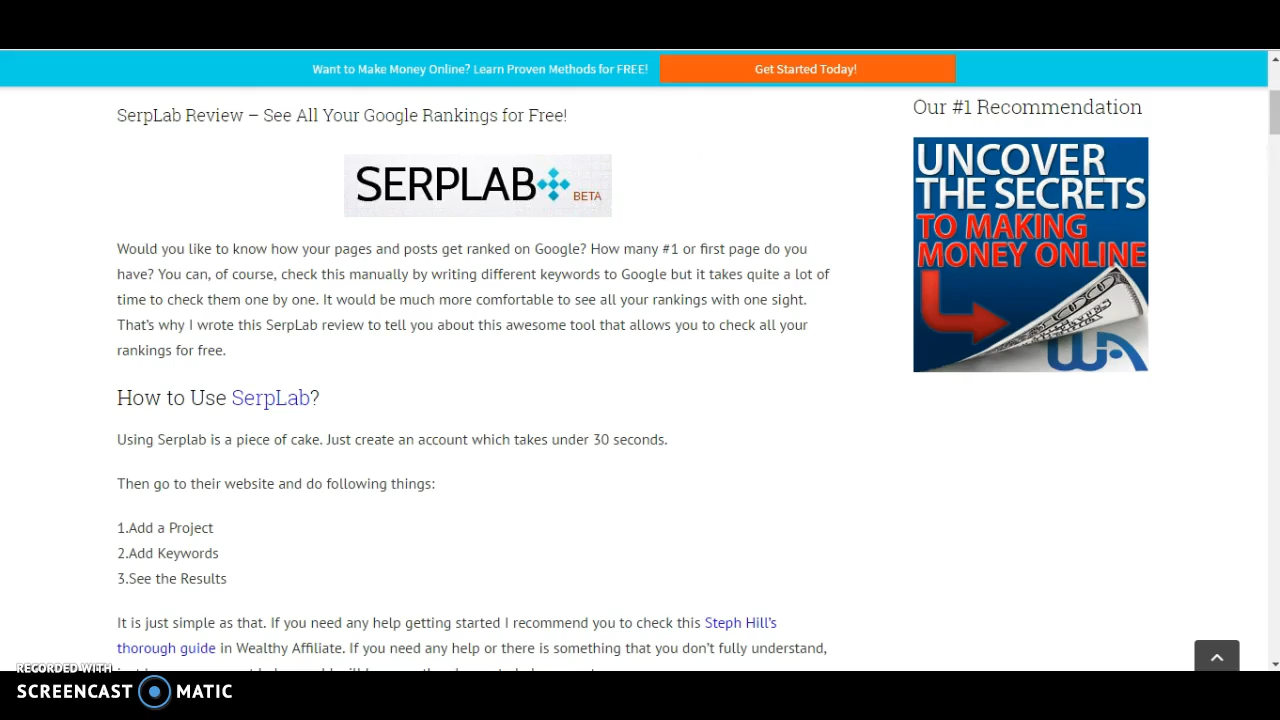 Want to Make Money Online? Learn Proven Methods for FREE!
Get Started Today!
SerpLab Review – See All Your Google Rankings for Free!
SERPLAB BETA
Would you like to know how your pages and posts get ranked on Google? How many #1 or first page do you
have? You can, of course, check this manually by writing different keywords to Google but it takes quite a lot of
time to check them one by one. It would be much more comfortable to see all your rankings with one sight.
That's why I wrote this SerpLab review to tell you about this awesome tool that allows you to check all your
rankings for free.
How to Use SerpLab?
Using Serplab is a piece of cake. Just create an account which takes under 30 seconds.
Then go to their website and do following things:
1.Add a Project
2.Add Keywords
3.See the Results
It is just simple as that. If you need any help getting started I recommend you to check this Steph Hill's
thorough guide in Wealthy Affiliate. If you need any help or there is something that you don't fully understand,
Our #1 Recommendation
UNCOVER
THE SECRETS
TO MAKING
MONEY ONLINE
WA
RECORDED WITH
SCREENCAST MATIC